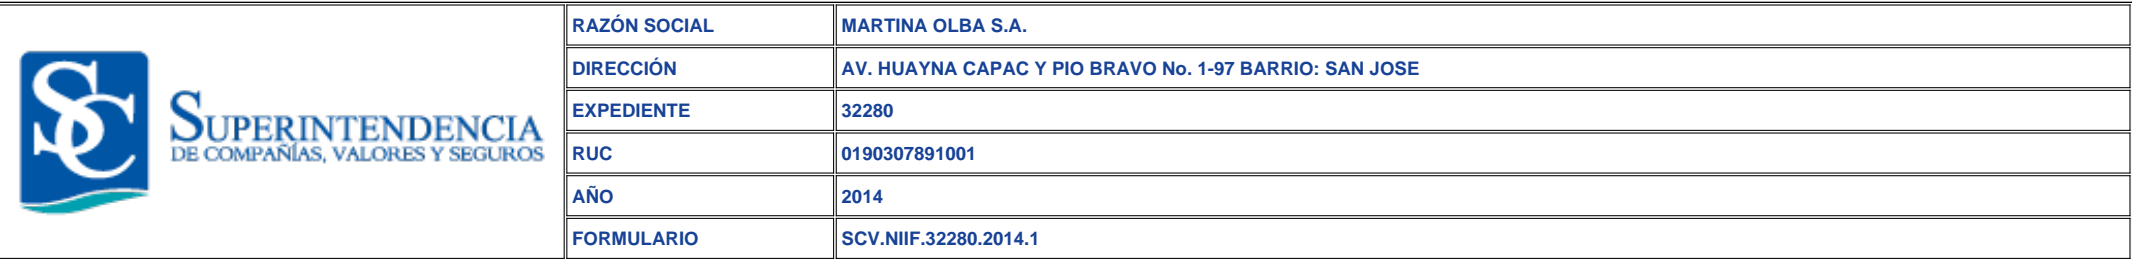 SC
SUPERINTENDENCIA
DE COMPAÑÍAS, VALORES Y SEGUROS
RAZÓN SOCIAL MARTINA OLBA S.A.
DIRECCIÓN AV. HUAYNA CAPAC Y PIO BRAVO No. 1-97 BARRIO: SAN JOSE
EXPEDIENTE 32280
RUC 0190307891001
AÑO 2014
FORMULARIO SCV.NIIF.32280.2014.1